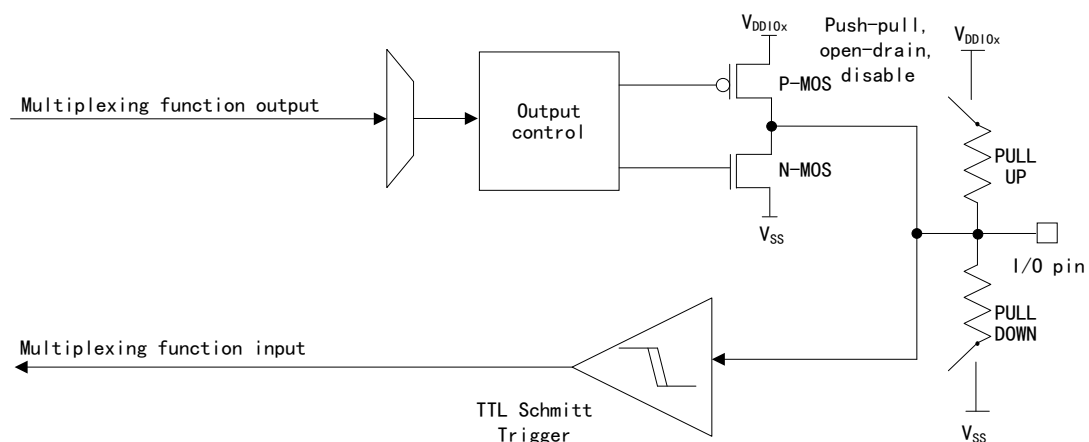 V_DDIOx
Push-pull,
open-drain,
disable
V_DDIOx
P-MOS
Multiplexing function output
Output
control
PULL
UP
N-MOS
V_SS
I/O pin
PULL
DOWN
Multiplexing function input
TTL Schmitt
Trigger
V_SS